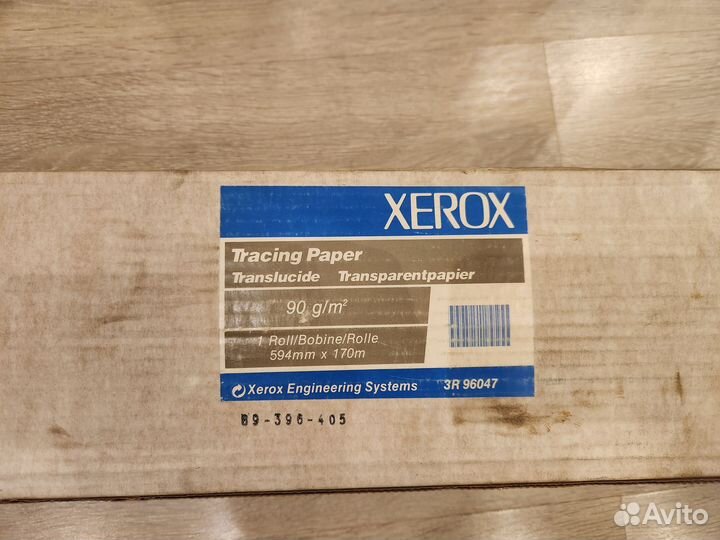 XEROX
Tracing Paper
Translucide Transparentpapier
90 g/m²
1 Roll/Bobine/Rolle
594mm x 170m
Xerox Engineering Systems 3R 96047
89-396-405
Avito